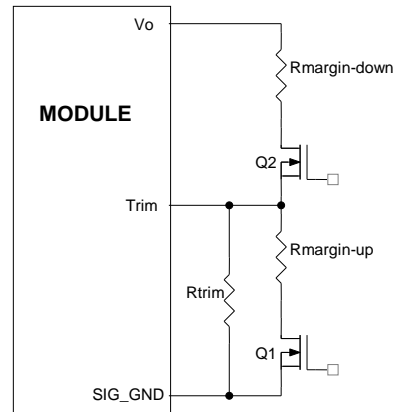 Vo
Rmargin-down
MODULE
Q2
Trim
Rmargin-up
Rtrim
Q1
SIG_GND